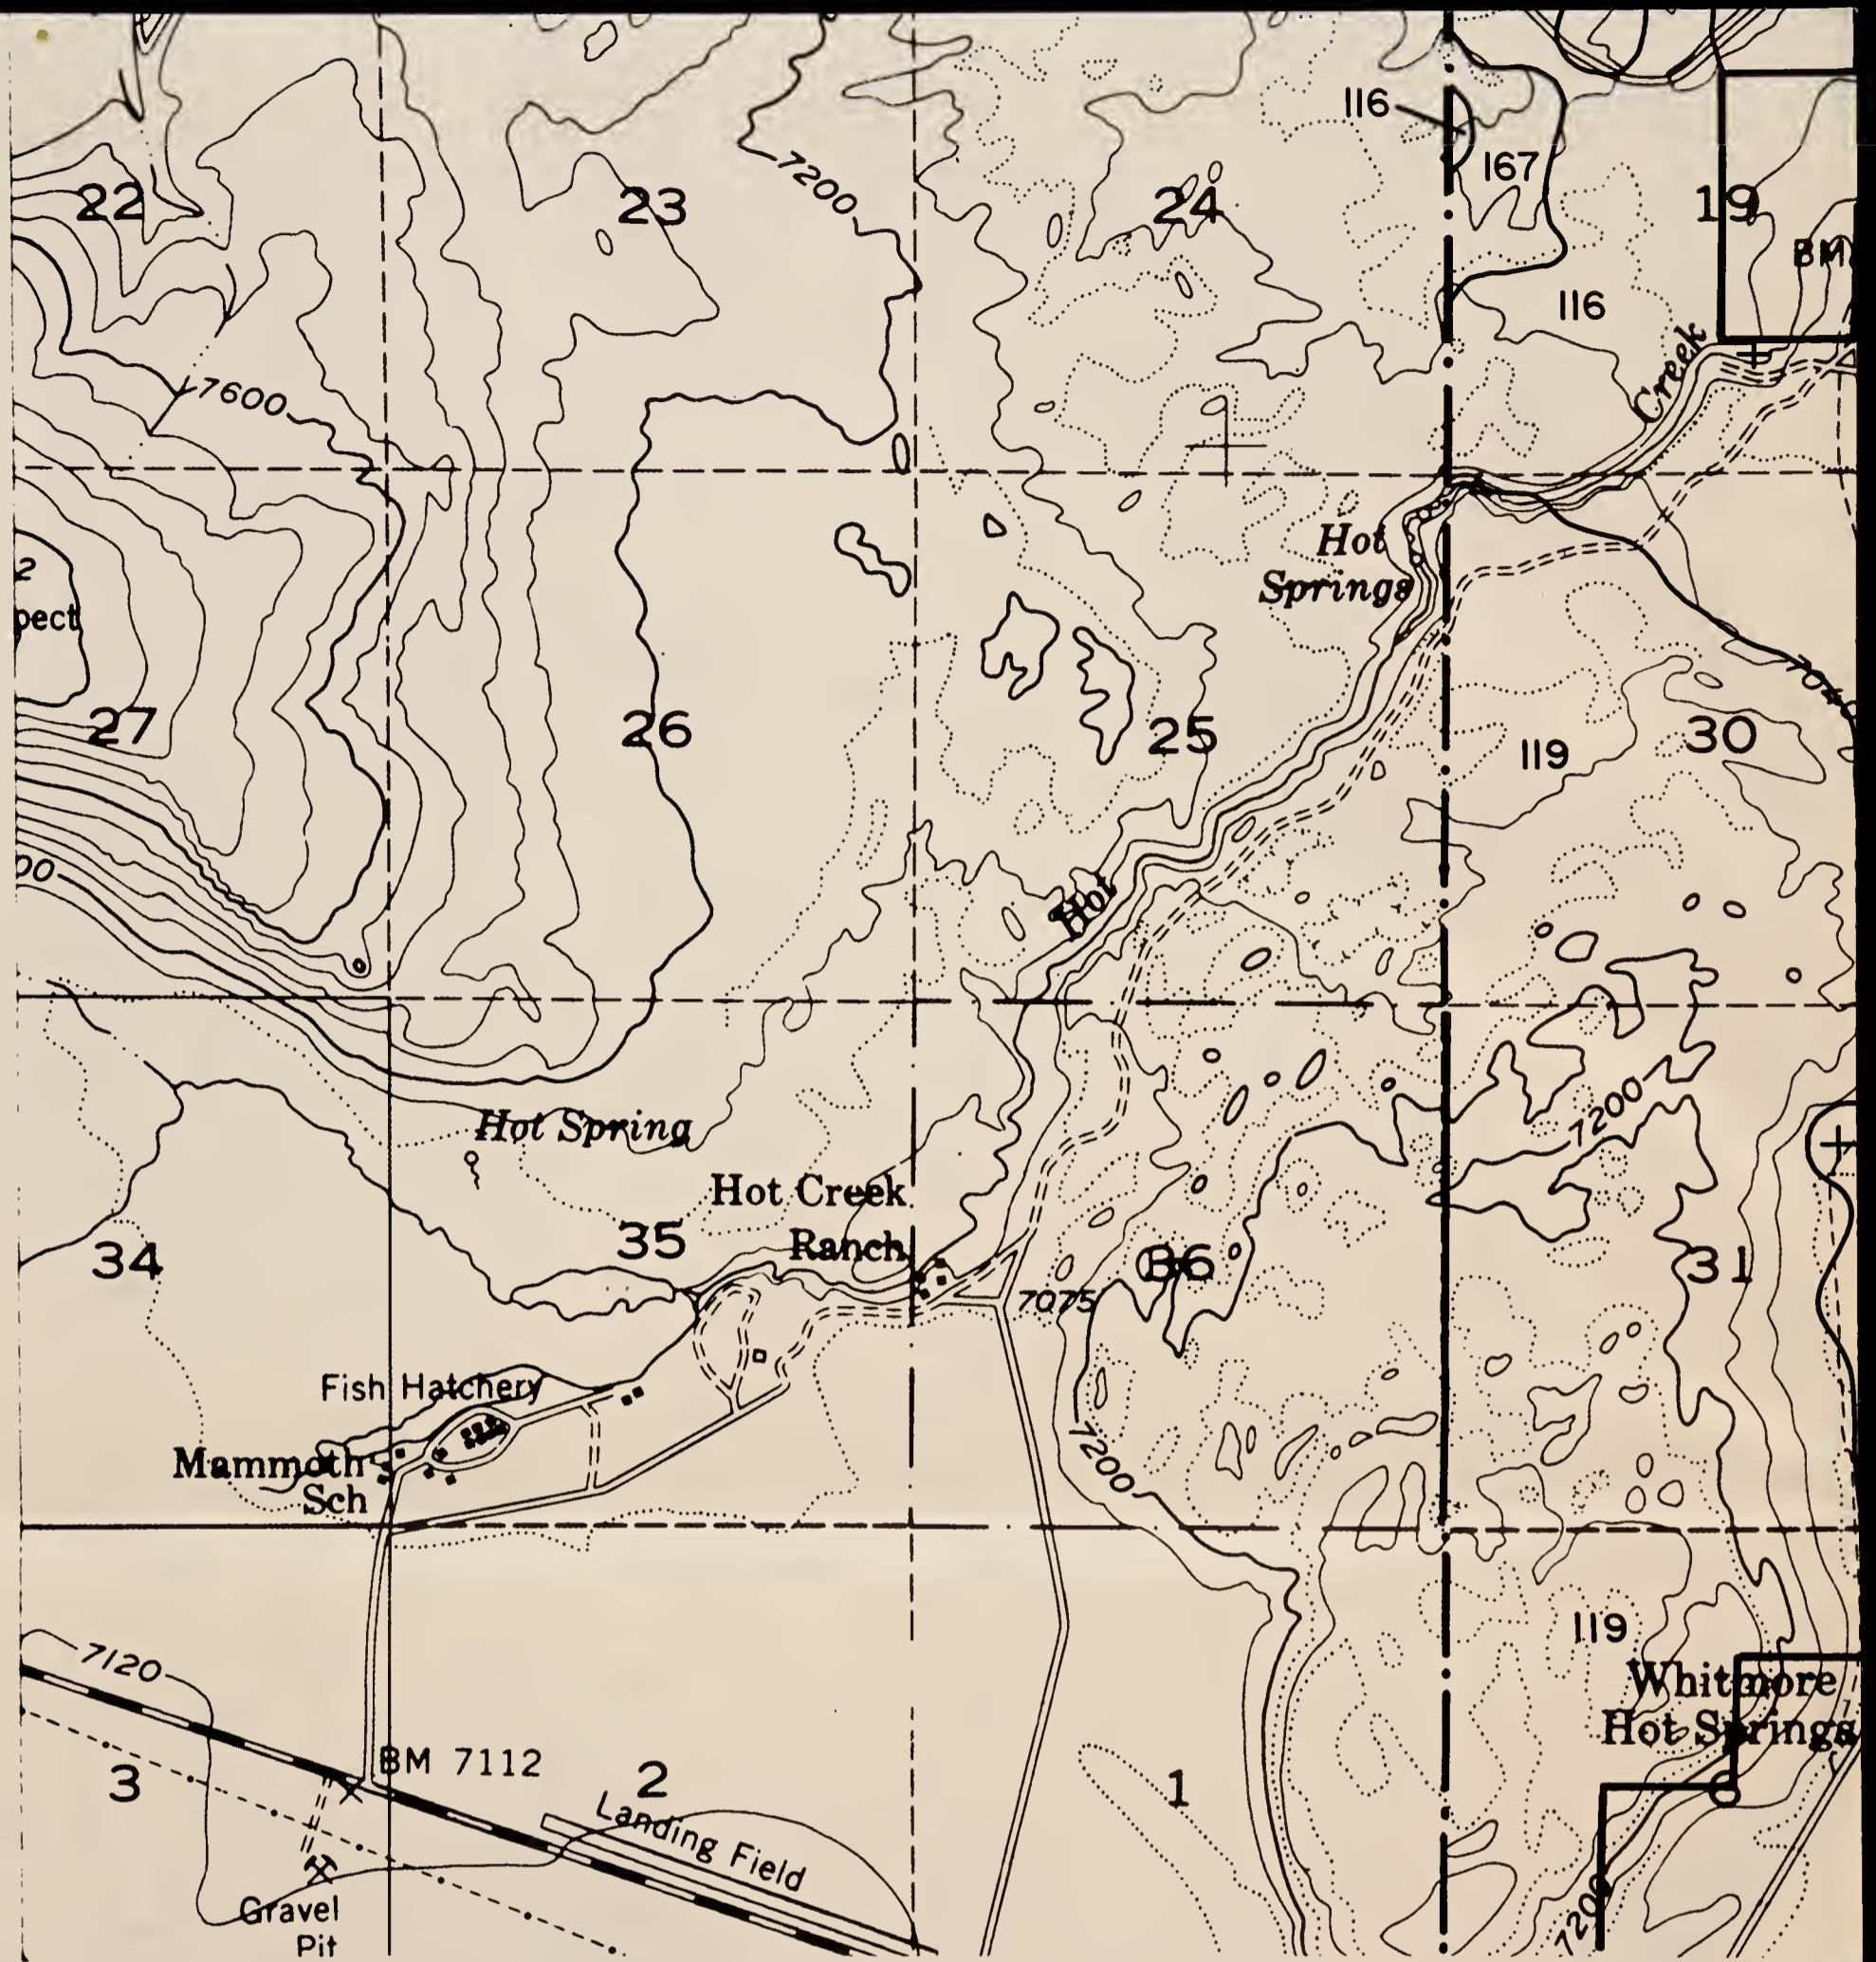 116
167
7200
22
23
24
19
BM
116
Creek
7600
Hot
Springs
2
pect
7040
27
26
25
119
30
00
Hot
7200
Hot Spring
Hot Creek
Ranch
34
35
36
31
7075
Fish Hatchery
7200
Mammoth
Sch
119
7120
Whitmore
Hot Springs
BM 7112
3
2
1
Landing Field
7200
Gravel
Pit